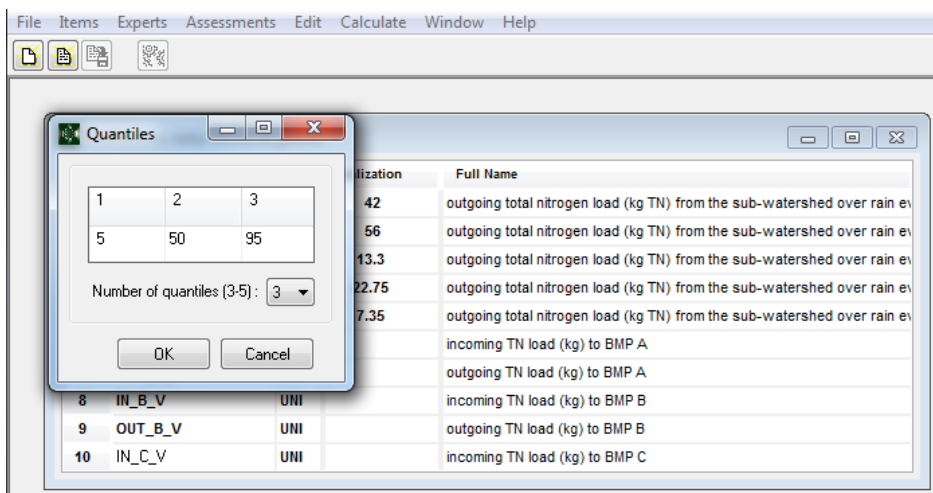 File Items Experts Assessments Edit Calculate Window Help
Quantiles
1 2 3
5 50 95
Number of quantiles (3-5) : 3
OK Cancel
lization Full Name
42 outgoing total nitrogen load (kg TN) from the sub-watershed over rain ev
56 outgoing total nitrogen load (kg TN) from the sub-watershed over rain ev
13.3 outgoing total nitrogen load (kg TN) from the sub-watershed over rain ev
22.75 outgoing total nitrogen load (kg TN) from the sub-watershed over rain ev
7.35 outgoing total nitrogen load (kg TN) from the sub-watershed over rain ev
incoming TN load (kg) to BMP A
outgoing TN load (kg) to BMP A
8 IN_B_V UNI incoming TN load (kg) to BMP B
9 OUT_B_V UNI outgoing TN load (kg) to BMP B
10 IN_C_V UNI incoming TN load (kg) to BMP C